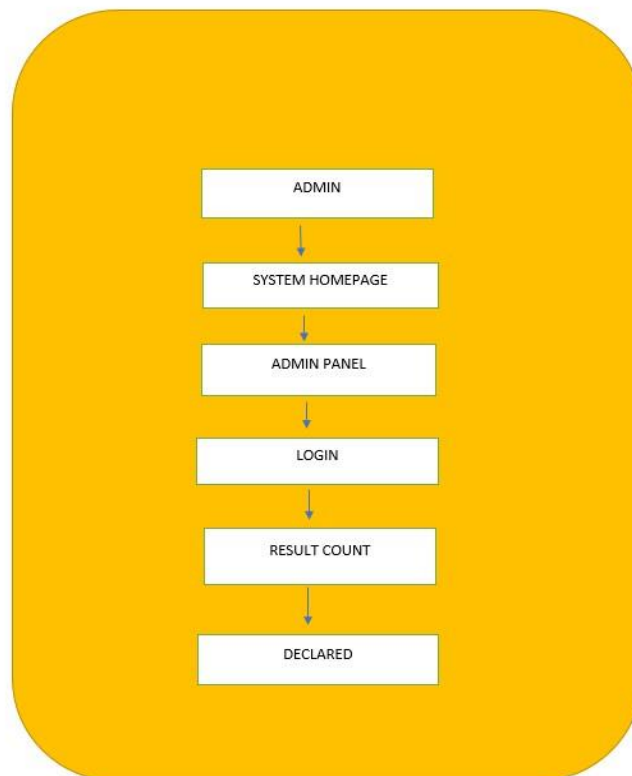 ADMIN
SYSTEM HOMEPAGE
ADMIN PANEL
LOGIN
RESULT COUNT
DECLARED